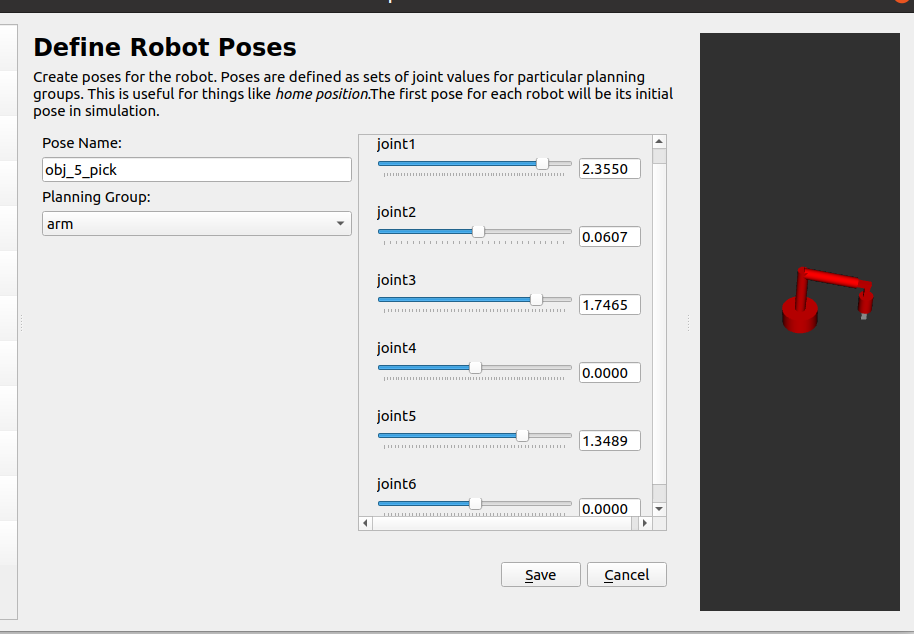 Define Robot Poses
Create poses for the robot. Poses are defined as sets of joint values for particular planning
groups. This is useful for things like home position.The first pose for each robot will be its initial
pose in simulation.
Pose Name:
obj_5_pick
Planning Group:
arm
joint1
2.3550
joint2
0.0607
joint3
1.7465
joint4
0.0000
joint5
1.3489
joint6
0.0000
Save
Cancel